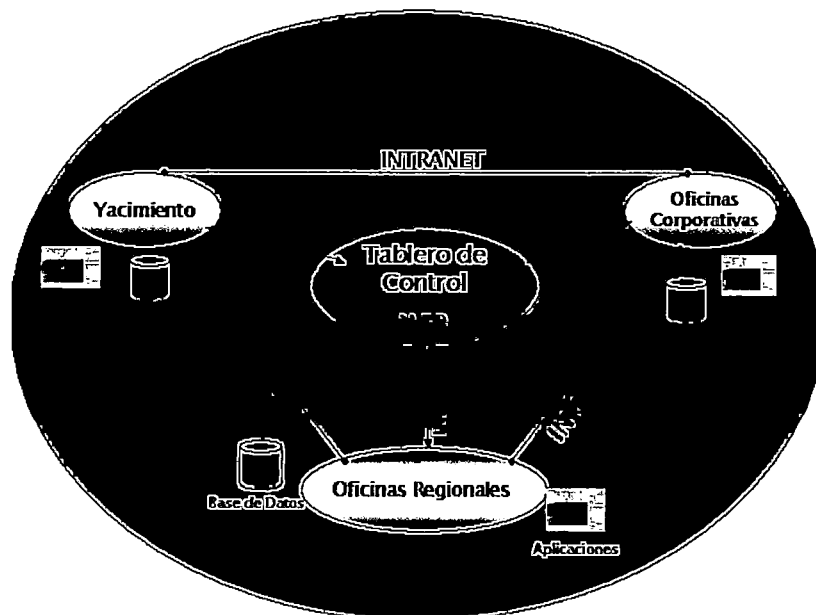 INTRANET
Yacimiento
Oficinas
Corporativas
Tablero de
Control
Oficinas Regionales
Base de Datos
Aplicaciones